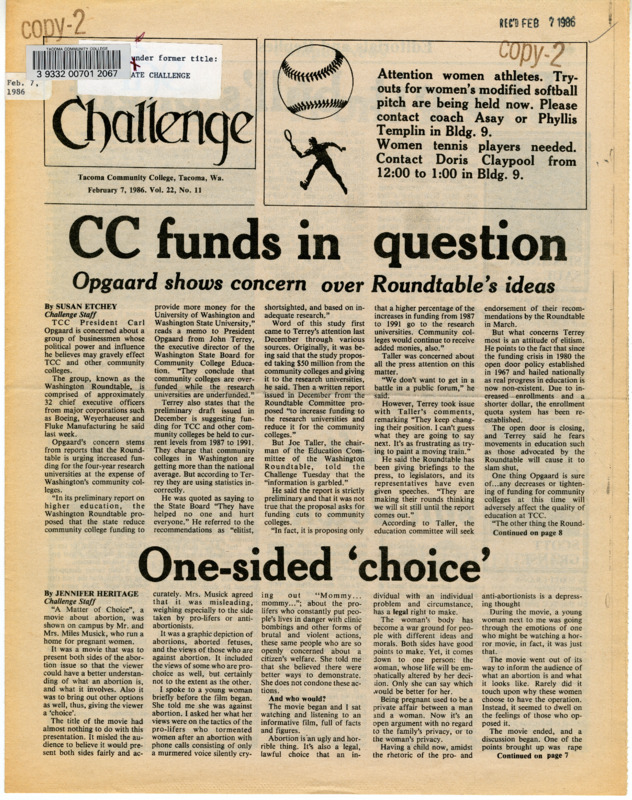 copy-2
REC'D FEB 7 1986
copy-2
TACOMA COMMUNITY COLLEGE
3 9332 00701 2067
under former title:
ATE CHALLENGE
Feb. 7,
1986
Challenge
Tacoma Community College, Tacoma, Wa.
February 7, 1986. Vol. 22, No. 11
Attention women athletes. Try-
outs for women's modified softball
pitch are being held now. Please
contact coach Asay or Phyllis
Templin in Bldg. 9.
Women tennis players needed.
Contact Doris Claypool from
12:00 to 1:00 in Bldg. 9.
CC funds in question
Opgaard shows concern over Roundtable's ideas
By SUSAN ETCHEY
Challenge Staff
TCC President Carl
Opgaard is concerned about a
group of businessmen whose
political power and influence
he believes may gravely effect
TCC and other community
colleges.
The group, known as the
Washington Roundtable, is
comprised of approximately
32 chief executive officers
from major corporations such
as Boeing, Weyerhaeuser and
Fluke Manufacturing he said
last week.
Opgaard's concern stems
from reports that the Round-
table is urging increased fun-
ding for the four-year research
universities at the expense of
Washington's community col-
leges.
"In its preliminary report on
higher education, the
Washington Roundtable pro-
posed that the state reduce
community college funding to
provide more money for the
University of Washington and
Washington State University,"
reads a memo to President
Opgaard from John Terrey,
the executive director of the
Washington State Board for
Community College Educa-
tion. "They conclude that
community colleges are over-
funded while the research
universities are underfunded."
Terrey also states that the
preliminary draft issued in
December is suggesting fun-
ding for TCC and other com-
munity colleges be held to cur-
rent levels from 1987 to 1991.
They charge that community
colleges in Washington are
getting more than the national
average. But according to Ter-
rey they are using statistics in-
correctly.
He was quoted as saying to
the State Board "They have
helped no one and hurt
everyone." He referred to the
recommendations as "elitist,
shortsighted, and based on in-
adequate research."
Word of this study first
came to Terrey's attention last
December through various
sources. Originally, it was be-
ing said that the study propos-
ed taking $50 million from the
community colleges and giving
it to the research universities,
he said. Then a written report
issued in December from the
Roundtable Committee pro-
posed "to increase funding to
the research universities and
reduce it for the community
colleges."
But Joe Taller, the chair-
man of the Education Com-
mittee of the Washington
Roundtable, told the
Challenge Tuesday that the
"information is garbled."
He said the report is strictly
preliminary and that it was not
true that the proposal asks for
funding cuts to community
colleges.
"In fact, it is proposing only
that a higher percentage of the
increases in funding from 1987
to 1991 go to the research
universities. Community col-
leges would continue to receive
added monies, also."
Taller was concerned about
all the press attention on this
matter.
"We don't want to get in a
battle in a public forum," he
said.
However, Terrey took issue
with Taller's comments,
remarking "They keep chang-
ing their position. I can't guess
what they are going to say
next. It's as frustrating as try-
ing to paint a moving train."
He said the Roundtable has
been giving briefings to the
press, to legislators, and its
representatives have even
given speeches. "They are
making their rounds thinking
we will sit still until the report
comes out."
According to Taller, the
education committee will seek
endorsement of their recom-
mendations by the Roundtable
in March.
But what concerns Terrey
most is an attitude of elitism.
He points to the fact that since
the funding crisis in 1980 the
open door policy established
in 1967 and hailed nationally
as real progress in education is
now non-existent. Due to in-
creased enrollments and a
shorter dollar, the enrollment
quota system has been re-
established.
The open door is closing,
and Terrey said he fears
movements in education such
as those advocated by the
Roundtable will cause it to
slam shut,
One thing Opgaard is sure
of...any decreases or tighten-
ing of funding for community
colleges at this time will
adversely affect the quality of
education at TCC.
"The other thing the Round-
Continued on page 8
One-sided 'choice'
By JENNIFER HERITAGE
Challenge Staff
"A Matter of Choice", a
movie about abortion, was
shown on campus by Mr. and
Mrs. Miles Musick, who run a
home for pregnant women.
It was a movie that was to
present both sides of the abor-
tion issue so that the viewer
could have a better understan-
ding of what an abortion is,
and what it involves. Also it
was to bring out other options
as well, thus, giving the viewer
a 'choice'.
The title of the movie had
almost nothing to do with this
presentation. It misled the au-
dience to believe it would pre-
sent both sides fairly and ac-
curately. Mrs. Musick agreed
that it was misleading,
weighing especially to the side
taken by pro-lifers or anti-
abortionists.
It was a graphic depiction of
abortions, aborted fetuses,
and the views of those who are
against abortion. It included
the views of some who are pro-
choice as well, but certainly
not to the extent as the other.
I spoke to a young woman
briefly before the film began.
She told me she was against
abortion. I asked her what her
views were on the tactics of the
pro-lifers who tormented
women after an abortion with
phone calls consisting of only
a murmered voice silently cry-
ing out "Mommy...
mommy..."; about the pro-
lifers who constantly put peo-
ple's lives in danger with clinic
bombings and other forms of
brutal and violent actions,
these same people who are so
openly concerned about a
citizen's welfare. She told me
that she believed there were
better ways to demonstrate.
She does not condone these ac-
tions.
And who would?
The movie began and I sat
watching and listening to an
informative film, full of facts
and figures.
Abortion is an ugly and hor-
rible thing. It's also a legal,
lawful choice that an in-
dividual with an individual
problem and circumstance,
has a legal right to make.
The woman's body has
become a war ground for peo-
ple with different ideas and
morals. Both sides have good
points to make. Yet, it comes
down to one person: the
woman, whose life will be em-
phatically altered by her deci-
sion. Only she can say which
would be better for her.
Being pregnant used to be a
private affair between a man
and a woman. Now it's an
open argument with no regard
to the family's privacy, or to
the woman's privacy.
Having a child now, amidst
the rhetoric of the pro- and
anti-abortionists is a depress-
ing thought
During the movie, a young
woman next to me was going
through the emotions of one
who might be watching a hor-
ror movie, in fact, it was just
that.
The movie went out of its
way to inform the audience of
what an abortion is and what
it looks like. Rarely did it
touch upon why these women
choose to have the operation.
Instead, it seemed to dwell on
the feelings of those who op-
posed it.
The movie ended, and a
discussion began. One of the
points brought up was rape
Continued on page 7